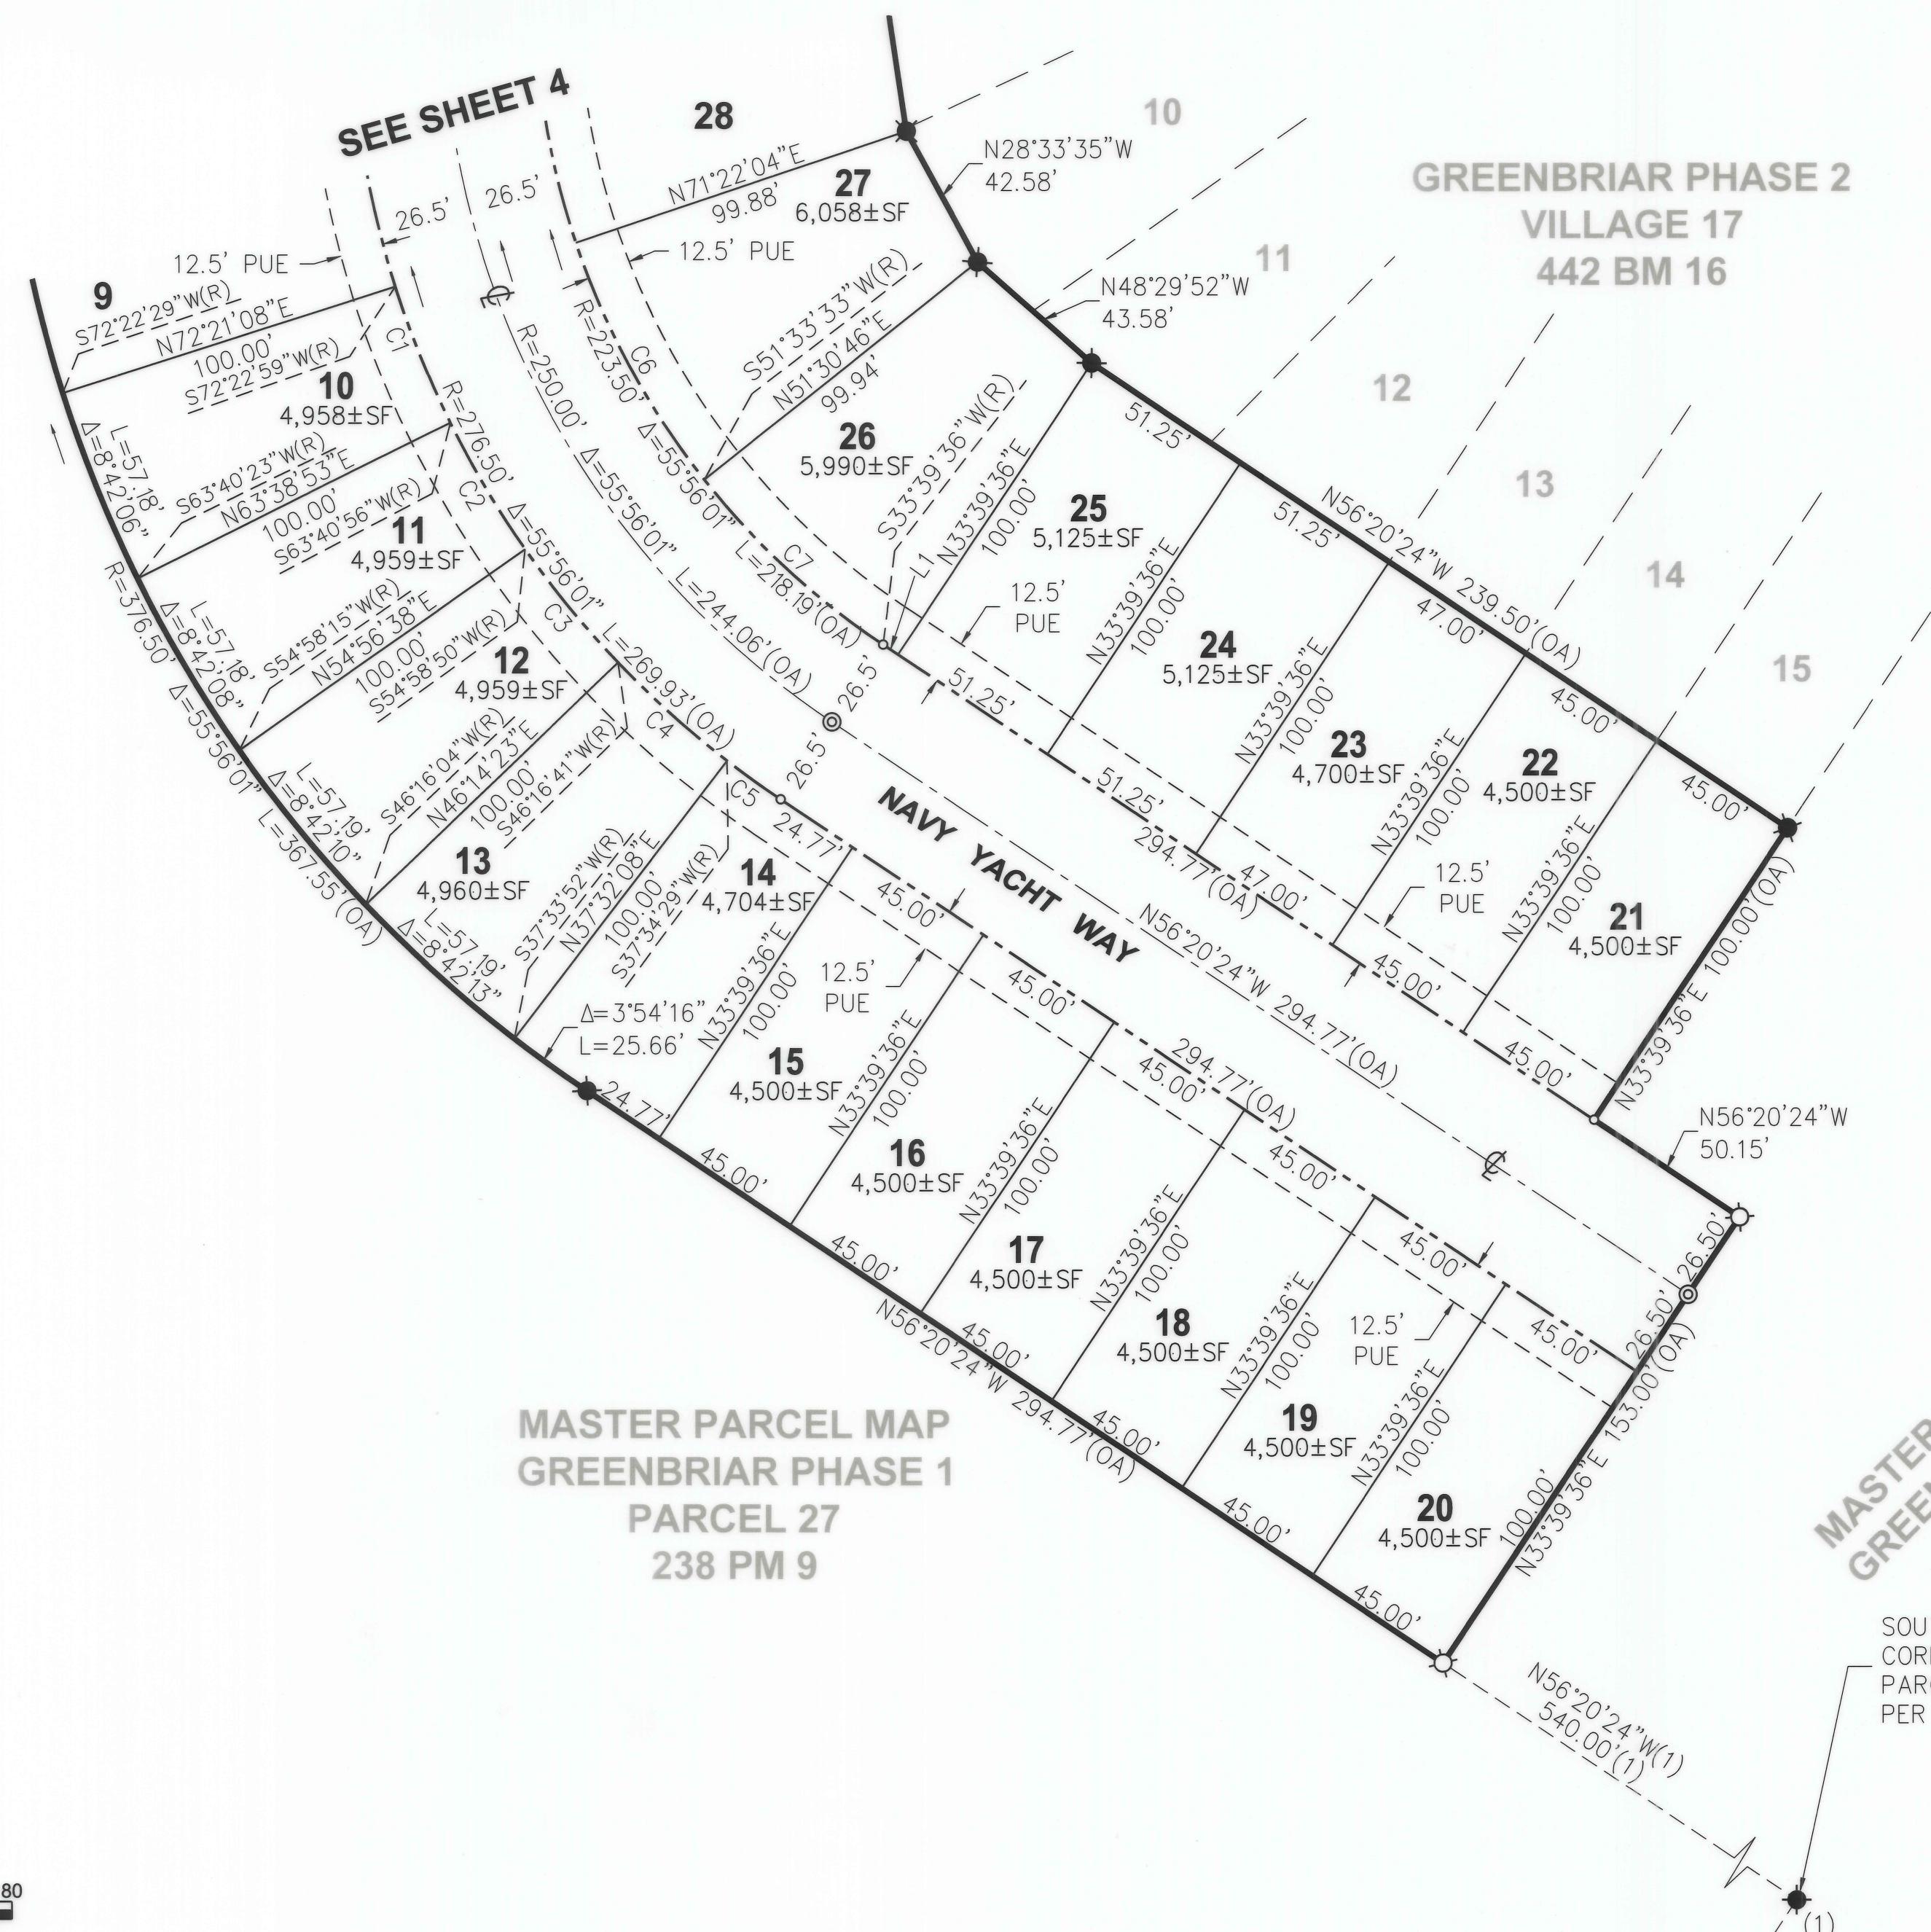 SEE SHEET 4
28
10
N28°33'35"W
42.58'
GREENBRIAR PHASE 2
VILLAGE 17
442 BM 16
N71°22'04"E
99.88'
27
6,058±SF
26.5'
26.5'
12.5' PUE
12.5' PUE
11
N48°29'52"W
43.58'
9
S72°22'29"W(R)
N72°21'08"E
100.00'
S72°22'59"W(R)
10
4,958±SF
C1
℄
R=276.50'
Δ=55°56'01"
L=269.93'(OA)
R=250.00'
Δ=55°56'01"
L=244.06'(OA)
R=223.50'
Δ=55°56'01"
L=218.19'(OA)
C6
S51°33'33"W(R)
N51°30'46"E
99.94'
26
5,990±SF
S33°39'36"W(R)
L1
C7
N33°39'36"E
100.00'
25
5,125±SF
51.25'
12
51.25'
N56°20'24"W 239.50'(OA)
13
47.00'
14
45.00'
15
45.00'
L=57.18'
Δ=8°42'06"
S63°40'23"W(R)
N63°38'53"E
100.00'
S63°40'56"W(R)
C2
11
4,959±SF
R=376.50'
Δ=55°56'01"
L=367.55'(OA)
L=57.18'
Δ=8°42'08"
S54°58'15"W(R)
N54°56'38"E
100.00'
S54°58'50"W(R)
C3
12
4,959±SF
L=57.19'
Δ=8°42'10"
S46°16'04"W(R)
N46°14'23"E
100.00'
S46°16'41"W(R)
C4
13
4,960±SF
L=57.19'
Δ=8°42'13"
S37°33'52"W(R)
N37°32'08"E
100.00'
S37°34'29"W(R)
C5
26.5'
26.5'
24.77'
14
4,704±SF
Δ=3°54'16"
L=25.66'
24.77'
12.5'
PUE
N33°39'36"E
100.00'
24
5,125±SF
51.25'
51.25'
294.77'(OA)
N33°39'36"E
100.00'
23
4,700±SF
47.00'
N33°39'36"E
100.00'
22
4,500±SF
12.5'
PUE
45.00'
N33°39'36"E
100.00'
21
4,500±SF
45.00'
N33°39'36"E 100.00'(OA)
NAVY YACHT WAY
N56°20'24"W 294.77'(OA)
℄
N56°20'24"W
50.15'
26.50'
26.50'
N33°39'36"E 153.00'(OA)
45.00'
12.5'
PUE
N33°39'36"E
100.00'
15
4,500±SF
45.00'
45.00'
N33°39'36"E
100.00'
16
4,500±SF
45.00'
294.77'(OA)
45.00'
N33°39'36"E
100.00'
17
4,500±SF
45.00'
45.00'
N33°39'36"E
100.00'
18
4,500±SF
45.00'
45.00'
N33°39'36"E
100.00'
12.5'
PUE
19
4,500±SF
45.00'
45.00'
N33°39'36"E
100.00'
20
4,500±SF
100.00'
45.00'
N56°20'24"W 294.77'(OA)
MASTER PARCEL MAP
GREENBRIAR PHASE 1
PARCEL 27
238 PM 9
MASTER
GREEN
SOU
COR
PAR
PER
N56°20'24"W(1)
540.00'(1)
(1)
80